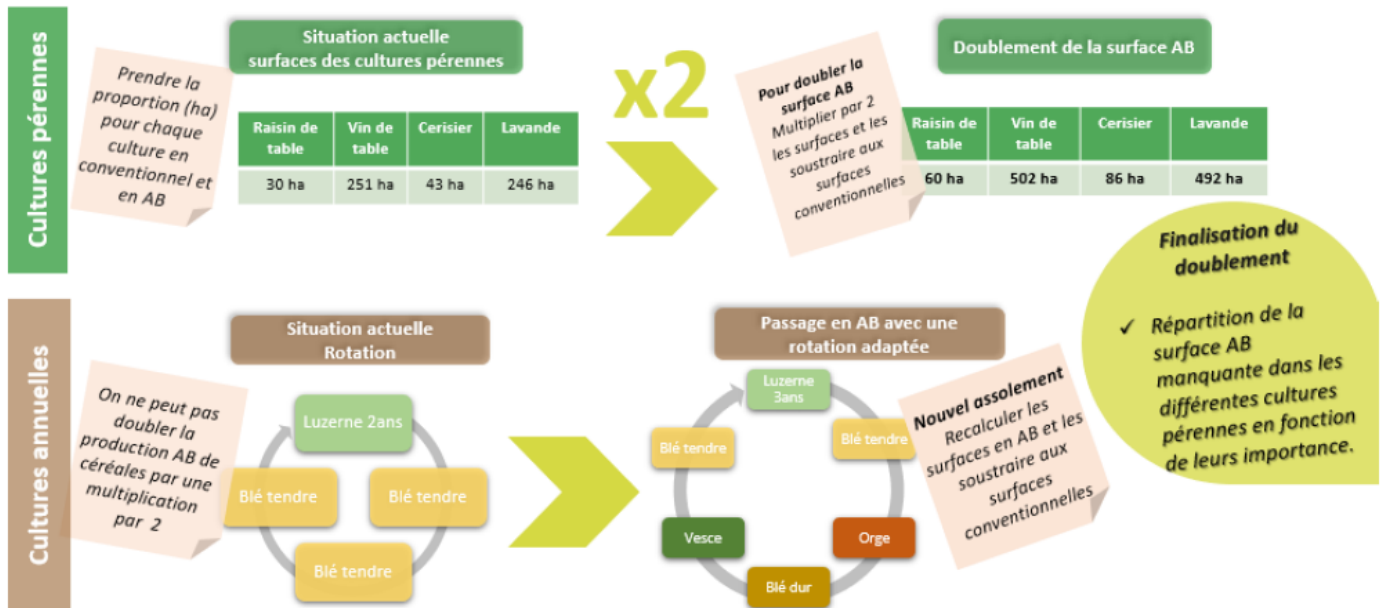 Cultures pérennes
Situation actuelle
surfaces des cultures pérennes
Prendre la
proportion (ha)
pour chaque
culture en
conventionnel et
en AB
Raisin de
table
Vin de
table
Cerisier
Lavande
30 ha
251 ha
43 ha
246 ha
x2
Doublement de la surface AB
Pour doubler la
surface AB
Multiplier par 2
les surfaces et les
soustraire aux
surfaces
conventionnelles
Raisin de
table
Vin de
table
Cerisier
Lavande
60 ha
502 ha
86 ha
492 ha
Finalisation du
doublement
✓ Répartition de la
surface AB
manquante dans les
différentes cultures
pérennes en fonction
de leurs importance.
Cultures annuelles
Situation actuelle
Rotation
On ne peut pas
doubler la
production AB de
céréales par une
multiplication
par 2
Luzerne 2ans
Blé tendre
Blé tendre
Blé tendre
Passage en AB avec une
rotation adaptée
Luzerne
3ans
Blé tendre
Blé tendre
Vesce
Orge
Blé dur
Nouvel assolement
Recalculer les
surfaces en AB et les
soustraire aux
surfaces
conventionnelles